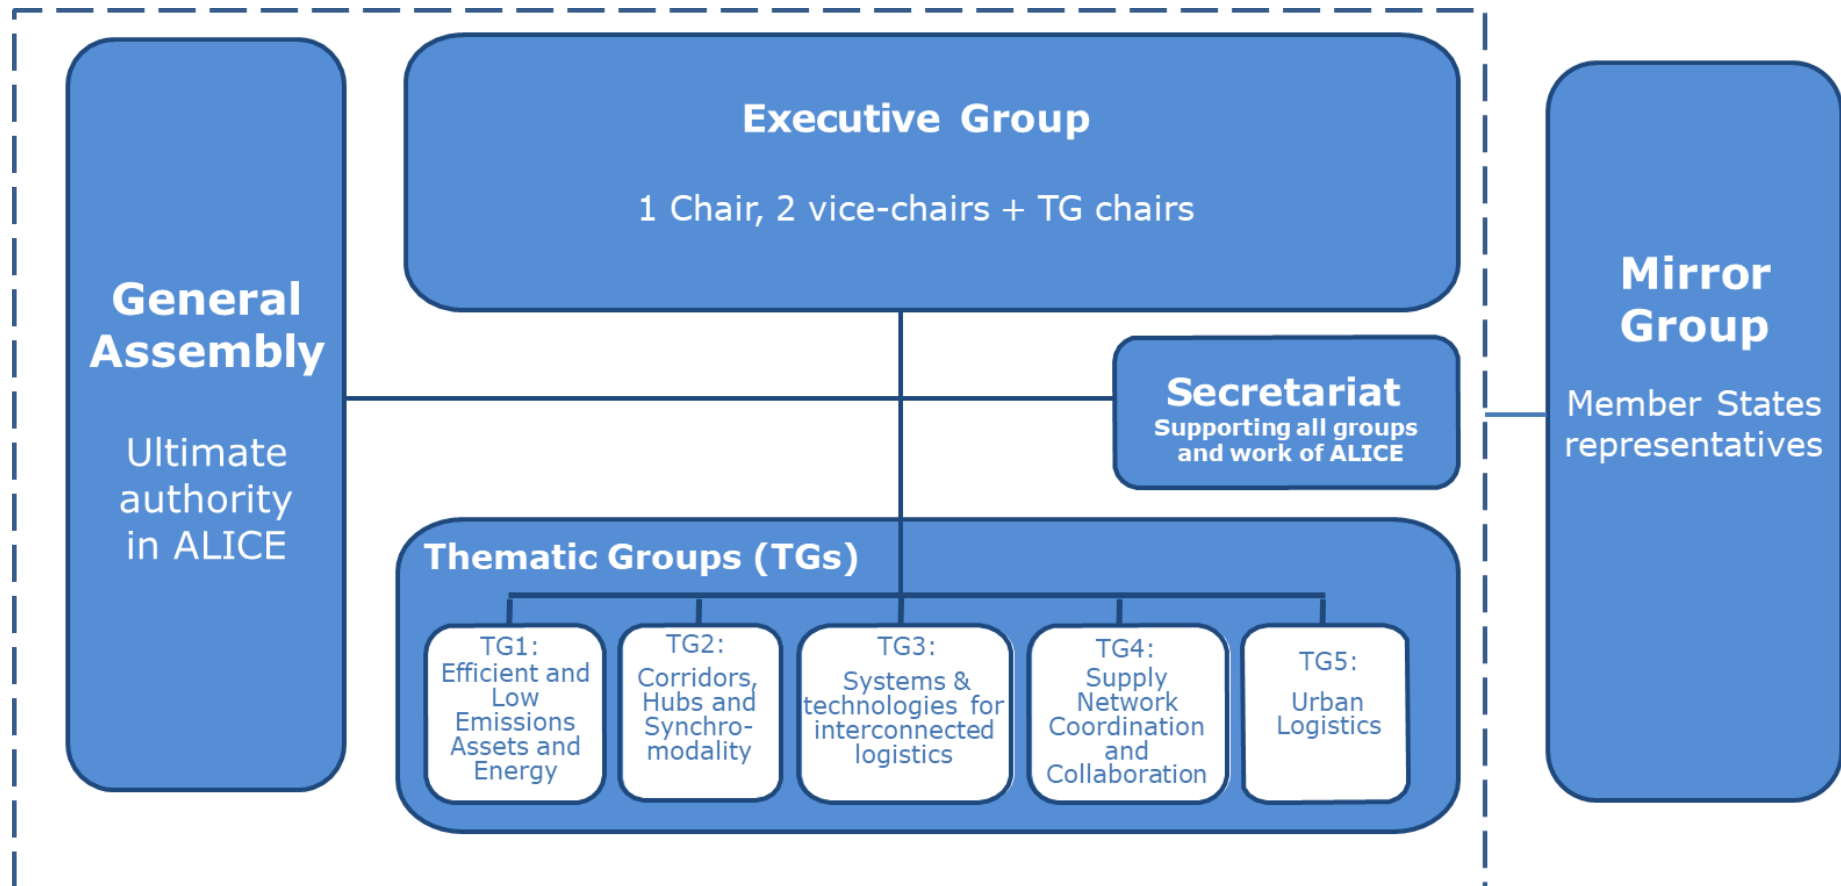 General
Assembly
Ultimate
authority
in ALICE
Executive Group
1 Chair, 2 vice-chairs + TG chairs
Secretariat
Supporting all groups
and work of ALICE
Thematic Groups (TGs)
TG1:
Efficient and
Low
Emissions
Assets and
Energy
TG2:
Corridors,
Hubs and
Synchro-
modality
TG3:
Systems &
technologies for
interconnected
logistics
TG4:
Supply
Network
Coordination
and
Collaboration
TG5:
Urban
Logistics
Mirror
Group
Member States
representatives